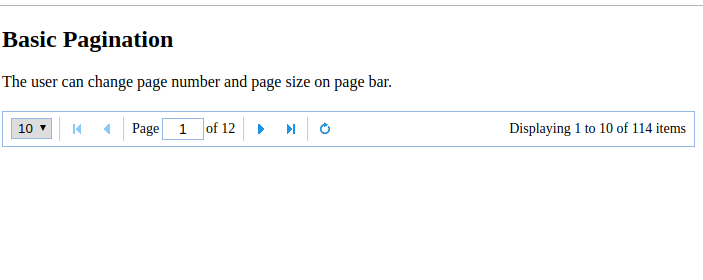 Basic Pagination
The user can change page number and page size on page bar.
10 Page 1 of 12 Displaying 1 to 10 of 114 items